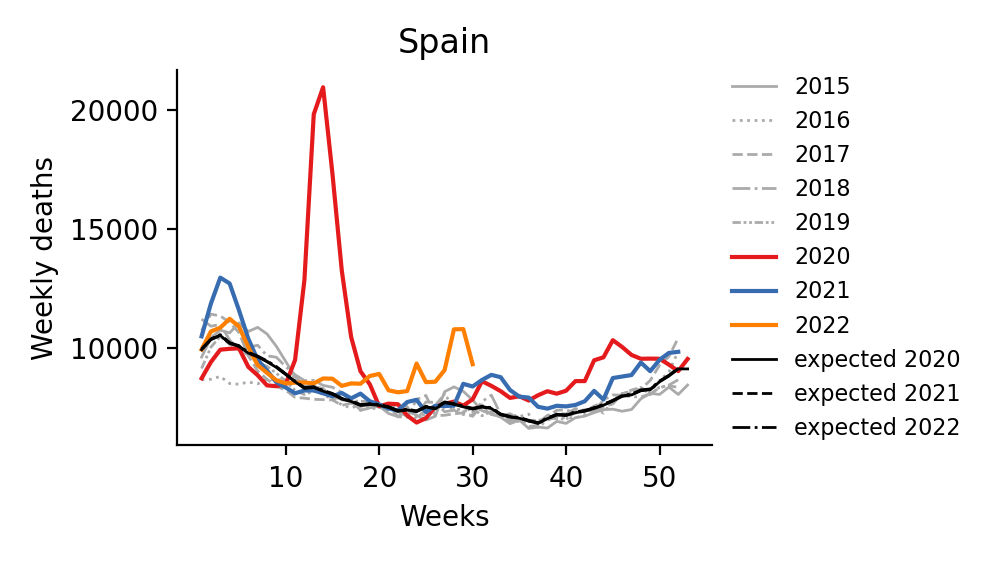 Spain
Weekly deaths
20000
15000
10000
10 20 30 40 50
Weeks
2015
2016
2017
2018
2019
2020
2021
2022
expected 2020
expected 2021
expected 2022